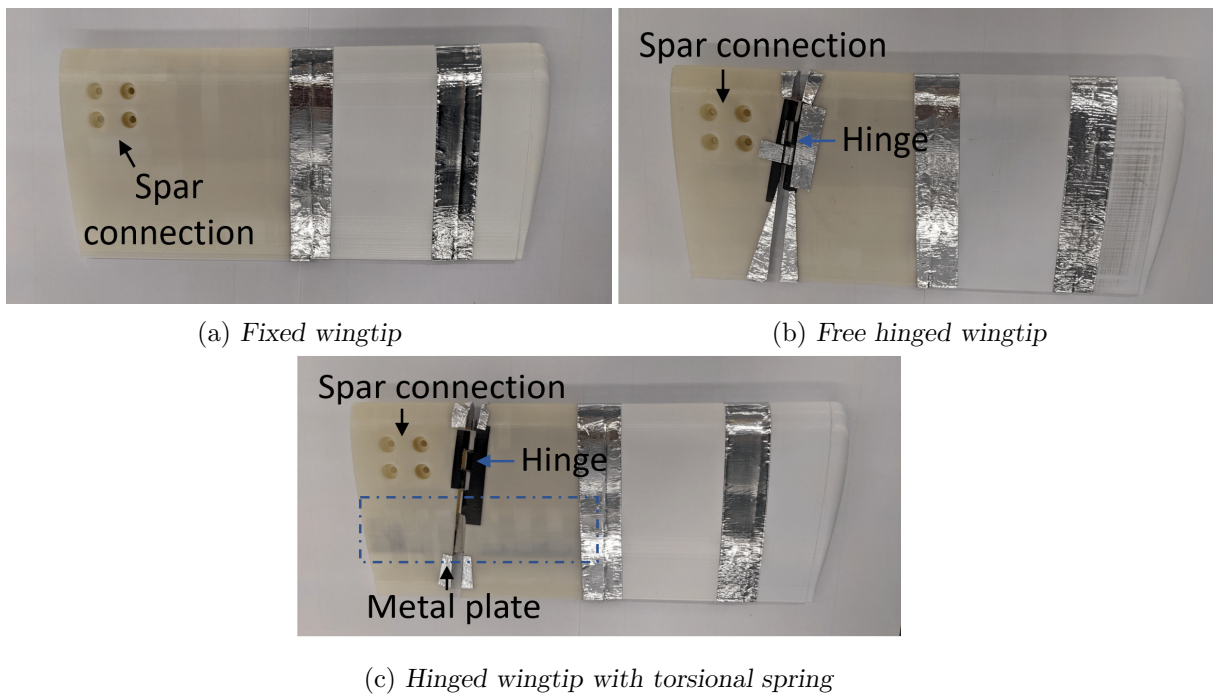 Spar
connection
Spar connection
Hinge
(a) Fixed wingtip
(b) Free hinged wingtip
Spar connection
Hinge
Metal plate
(c) Hinged wingtip with torsional spring